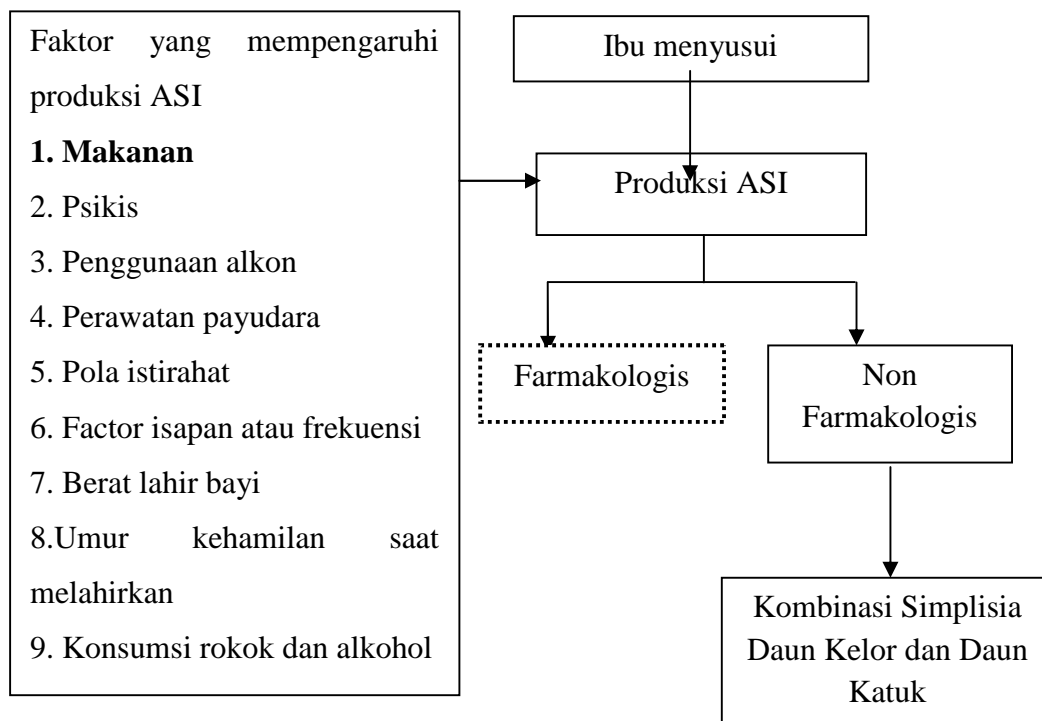 Faktor yang mempengaruhi
produksi ASI
1. Makanan
2. Psikis
3. Penggunaan alkon
4. Perawatan payudara
5. Pola istirahat
6. Factor isapan atau frekuensi
7. Berat lahir bayi
8.Umur kehamilan saat
melahirkan
9. Konsumsi rokok dan alkohol
Ibu menyusui
Produksi ASI
Farmakologis
Non
Farmakologis
Kombinasi Simplisia
Daun Kelor dan Daun
Katuk